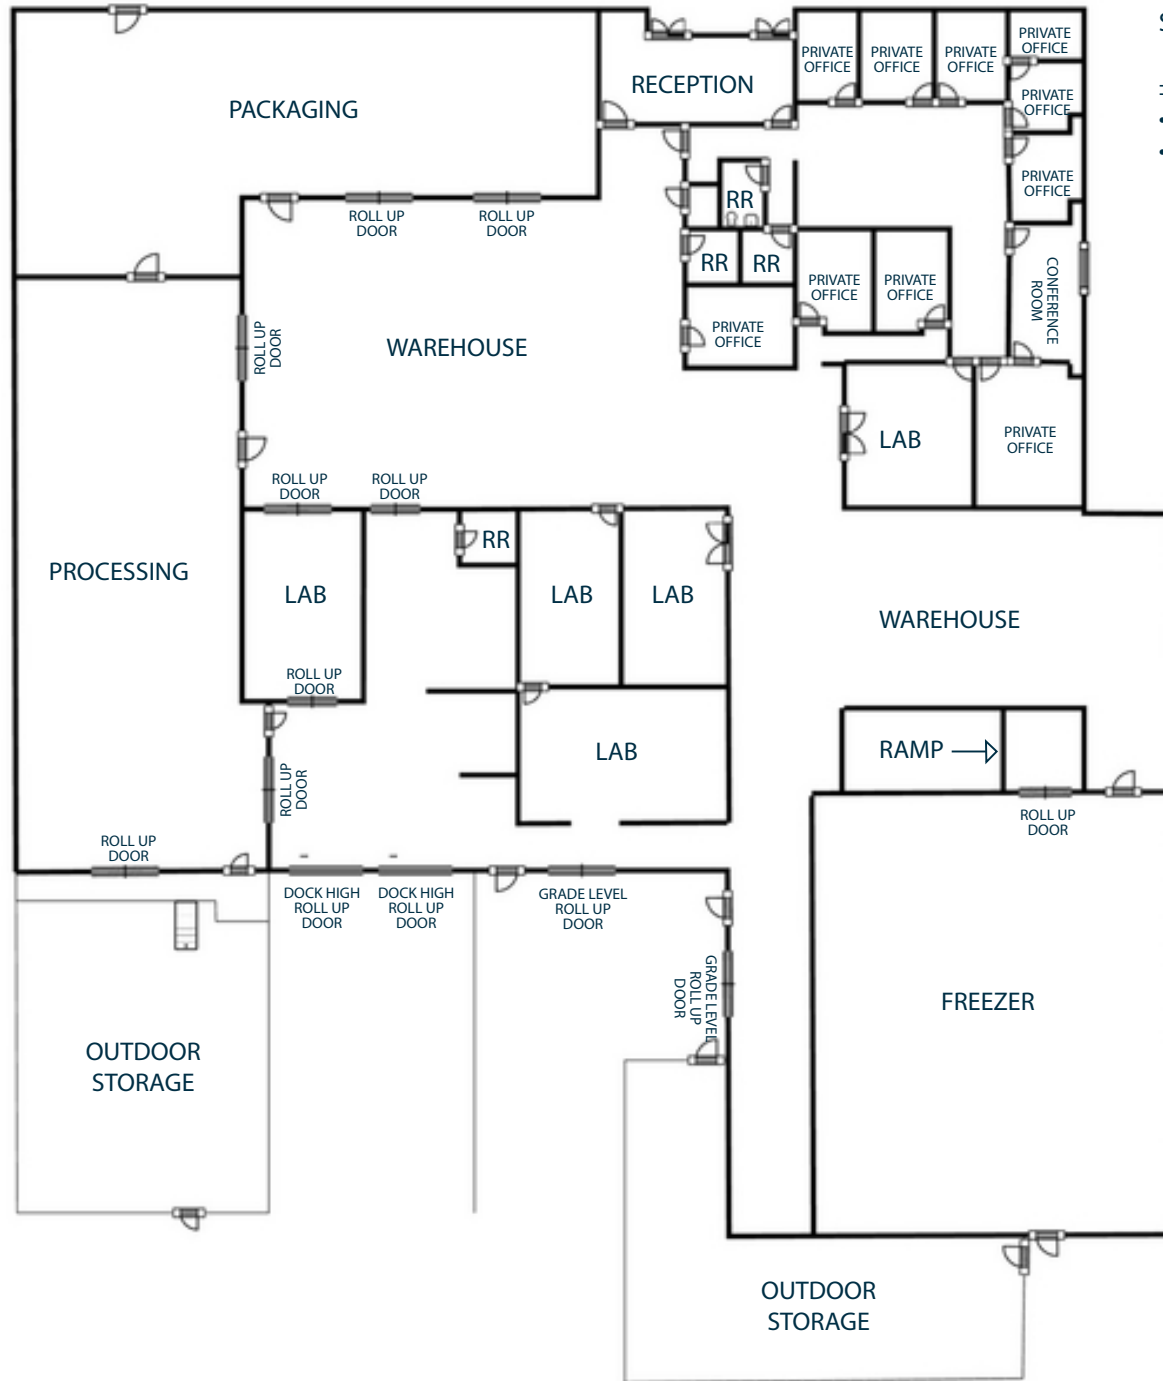 S
PRIVATE
OFFICE
PRIVATE
OFFICE
PRIVATE
OFFICE
PRIVATE
OFFICE
RECEPTION
PACKAGING
PRIVATE
OFFICE
±
•
•
PRIVATE
OFFICE
RR
ROLL UP
DOOR
ROLL UP
DOOR
RR
RR
PRIVATE
OFFICE
PRIVATE
OFFICE
CONFERENCE
ROOM
PRIVATE
OFFICE
ROLL UP
DOOR
WAREHOUSE
LAB
PRIVATE
OFFICE
ROLL UP
DOOR
ROLL UP
DOOR
RR
PROCESSING
LAB
LAB
LAB
WAREHOUSE
ROLL UP
DOOR
LAB
RAMP
ROLL UP
DOOR
ROLL UP
DOOR
ROLL UP
DOOR
DOCK HIGH
ROLL UP
DOOR
DOCK HIGH
ROLL UP
DOOR
GRADE LEVEL
ROLL UP
DOOR
GRADE LEVEL
ROLL UP
DOOR
FREEZER
OUTDOOR
STORAGE
OUTDOOR
STORAGE